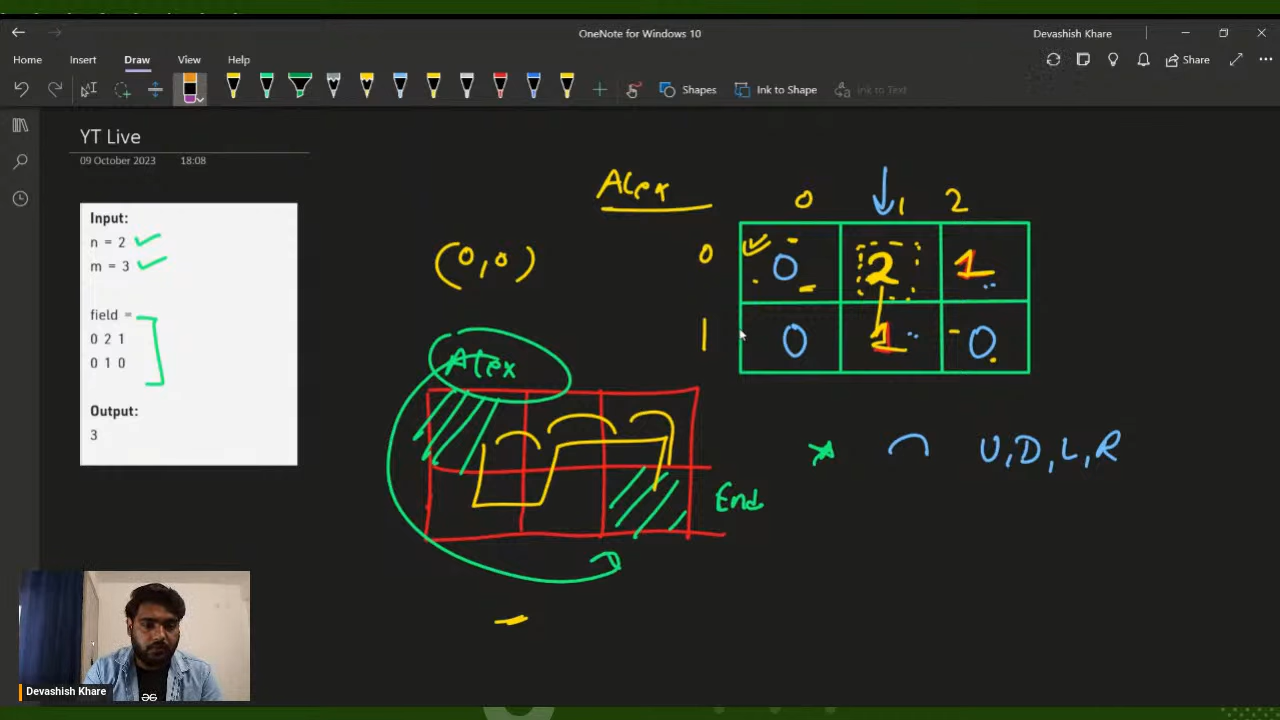 OneNote for Windows 10
Devashish Khare
Home Insert Draw View Help
Share
Shapes
Ink to Shape
Ink to Text
YT Live
09 October 2023 18:08
Input:
n = 2
m = 3
field =
0 2 1
0 1 0
Output:
3
Alex
0 1 2
0 0 2 1
1 0 1 0
(0,0)
Alex
End
U, D, L, R
Devashish Khare